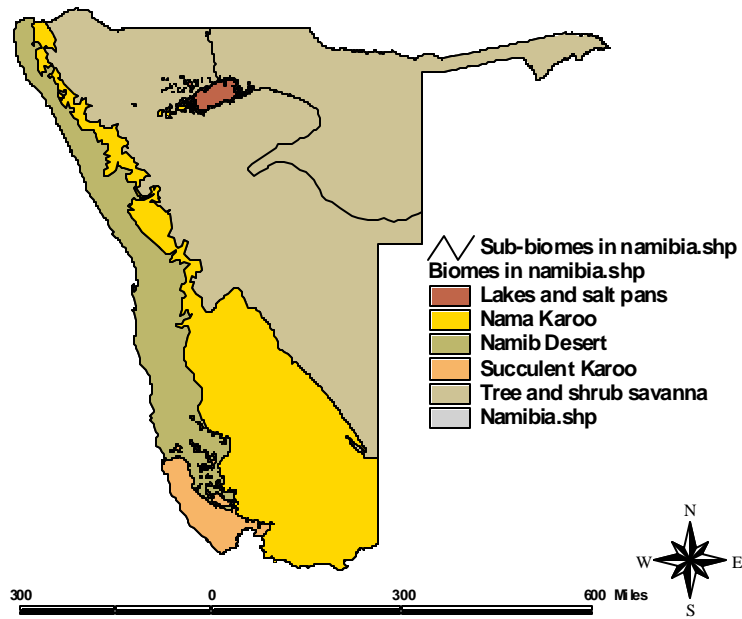 Sub-biomes in namibia.shp
Biomes in namibia.shp
Lakes and salt pans
Nama Karoo
Namib Desert
Succulent Karoo
Tree and shrub savanna
Namibia.shp
N
W E
S
300 0 300 600 Miles